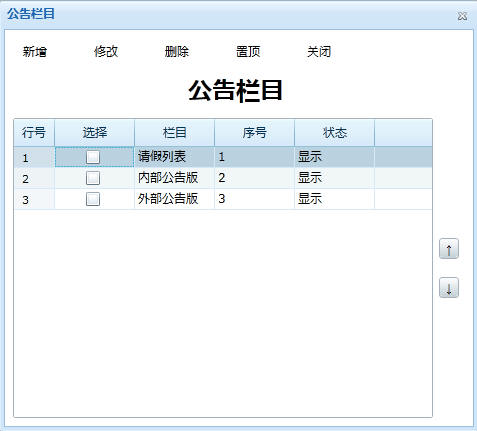 公告栏目
新增 修改 删除 置顶 关闭
公告栏目
行号 选择 栏目 序号 状态
1 请假列表 1 显示
2 内部公告版 2 显示
3 外部公告版 3 显示
↑
↓